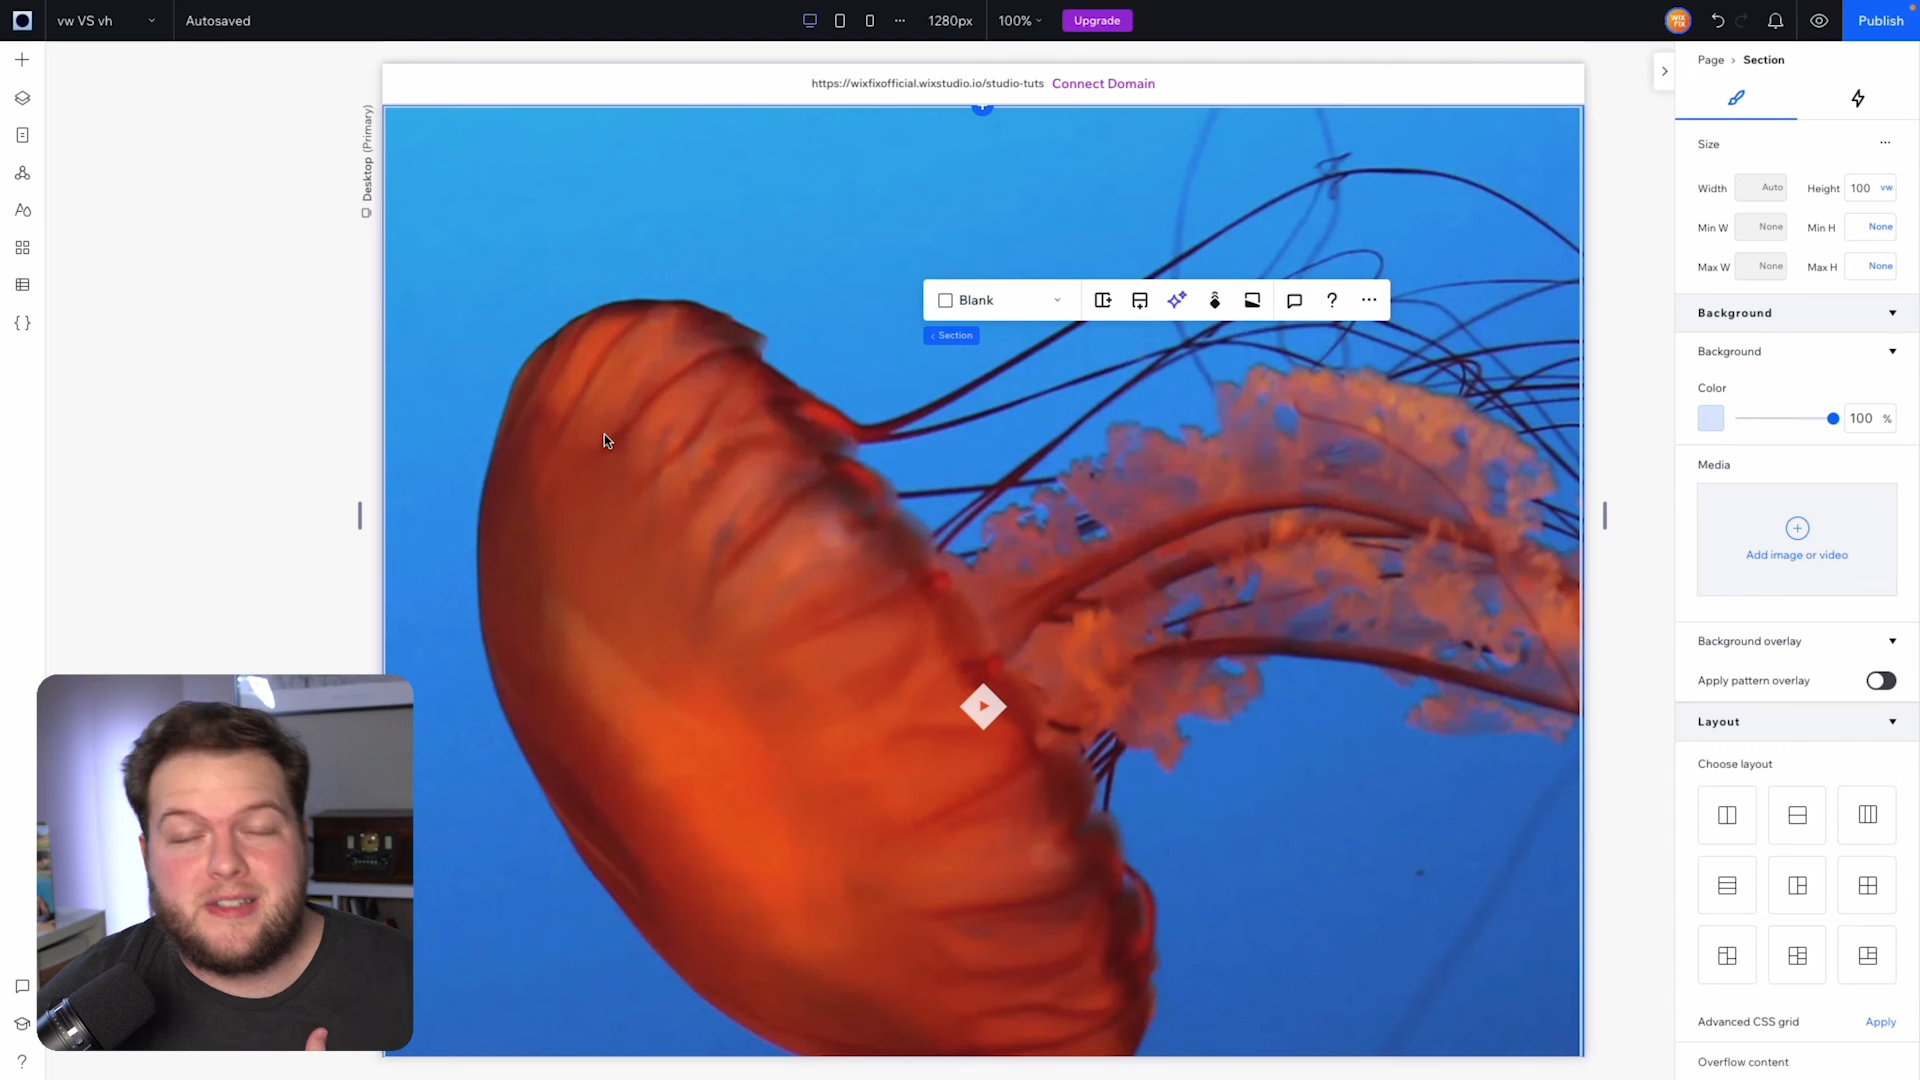 vw VS vh
Autosaved
1280px
100%
Upgrade
WIX
FIX
Publish
https://wixfixofficial.wixstudio.io/studio-tuts Connect Domain
Desktop (Primary)
Blank
?
< Section
Page > Section
Size
Width Auto Height 100 vw
Min W None Min H None
Max W None Max H None
Background
Background
Color
100 %
Media
Add image or video
Background overlay
Apply pattern overlay
Layout
Choose layout
Advanced CSS grid Apply
Overflow content
?